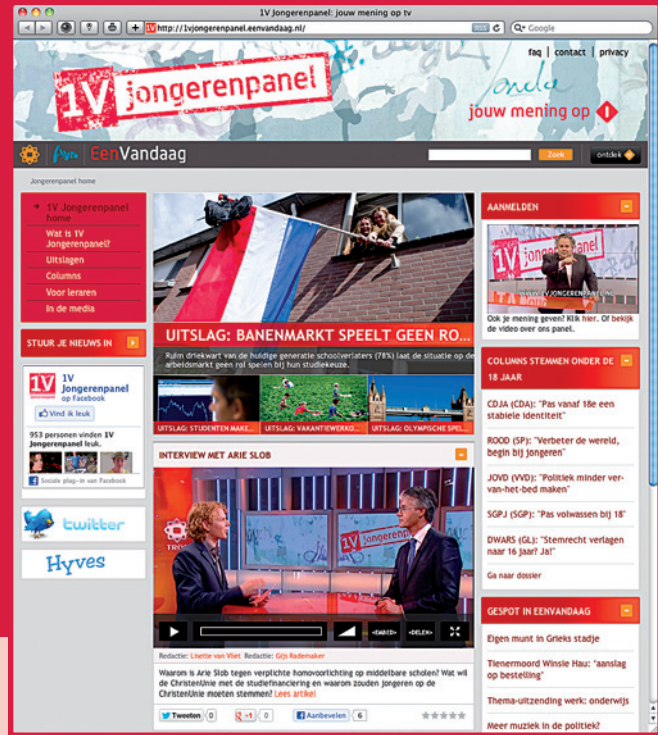 1V Jongerenpanel: jouw mening op tv
http://1vjongerenpanel.eenvandaag.nl/
RSS
Google
faq | contact | privacy
1V jongerenpanel
jouw mening op 1
EenVandaag
Zoek
ontdek
Jongerenpanel home
1V Jongerenpanel
home
Wat is 1V
Jongerenpanel?
Uitslagen
Columns
Voor leraren
In de media
STUUR JE NIEUWS IN
1V
1V
Jongerenpanel
op Facebook
Vind ik leuk
953 personen vinden 1V
Jongerenpanel leuk.
Sociale plug-in van Facebook
twitter
Hyves
UITSLAG: BANENMARKT SPEELT GEEN RO...
Ruim driekwart van de huidige generatie schoolverlaters (78%) laat de situatie op de
arbeidsmarkt geen rol spelen bij hun studiekeuze.
UITSLAG: STUDENTEN MAKE...
UITSLAG: VAKANTIEWERKO...
UITSLAG: OLYMPISCHE SPEL...
INTERVIEW MET ARIE SLOB
TROS
1V jongerenpanel
<EMBED>
<DELEN>
Redactie: Lisette van Vliet Redactie: Gijs Rademaker
Waarom is Arie Slob tegen verplichte homovoorlichting op middelbare scholen? Wat wil
de ChristenUnie met de studiefinanciering en waarom zouden jongeren op de
ChristenUnie moeten stemmen? Lees artikel
Tweeten 0
+1 0
Aanbevelen 6
AANMELDEN
1V jongerenpanel
Ook je mening geven? Klik hier. Of bekijk
de video over ons panel.
COLUMNS STEMMEN ONDER DE
18 JAAR
CDJA (CDA): "Pas vanaf 18e een
stabiele identiteit"
ROOD (SP): "Verbeter de wereld,
begin bij jongeren"
JOVD (VVD): "Politiek minder ver-
van-het-bed maken"
SGPJ (SGP): "Pas volwassen bij 18"
DWARS (GL): "Stemrecht verlagen
naar 16 jaar? Ja!"
Ga naar dossier
GESPOT IN EENVANDAAG
Eigen munt in Grieks stadje
Tienermoord Winsie Hau: 'aanslag
op bestelling'
Thema-uitzending werk: onderwijs
Meer muziek in de politiek?